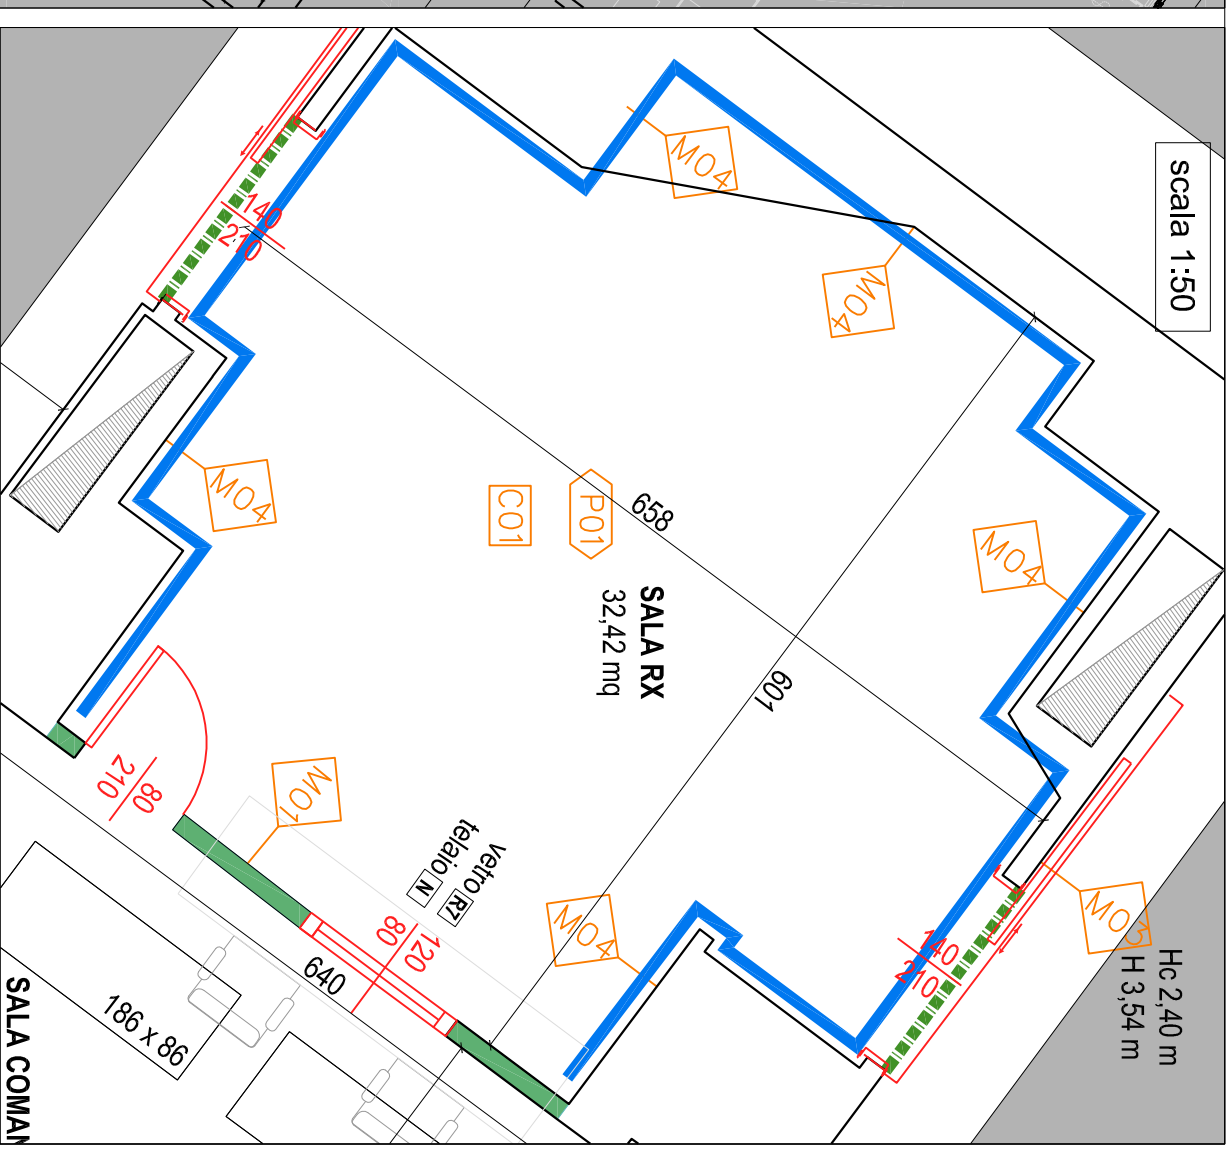 scala 1:50
M04
M04
140
210
M04
C01
P01
658
M04
SALA RX
32,42 mq
601
80
210
M01
vetro R7
telaio N
120
80
M04
M03
140
210
Hc 2,40 m
H 3,54 m
640
186 x 86
SALA COMAN